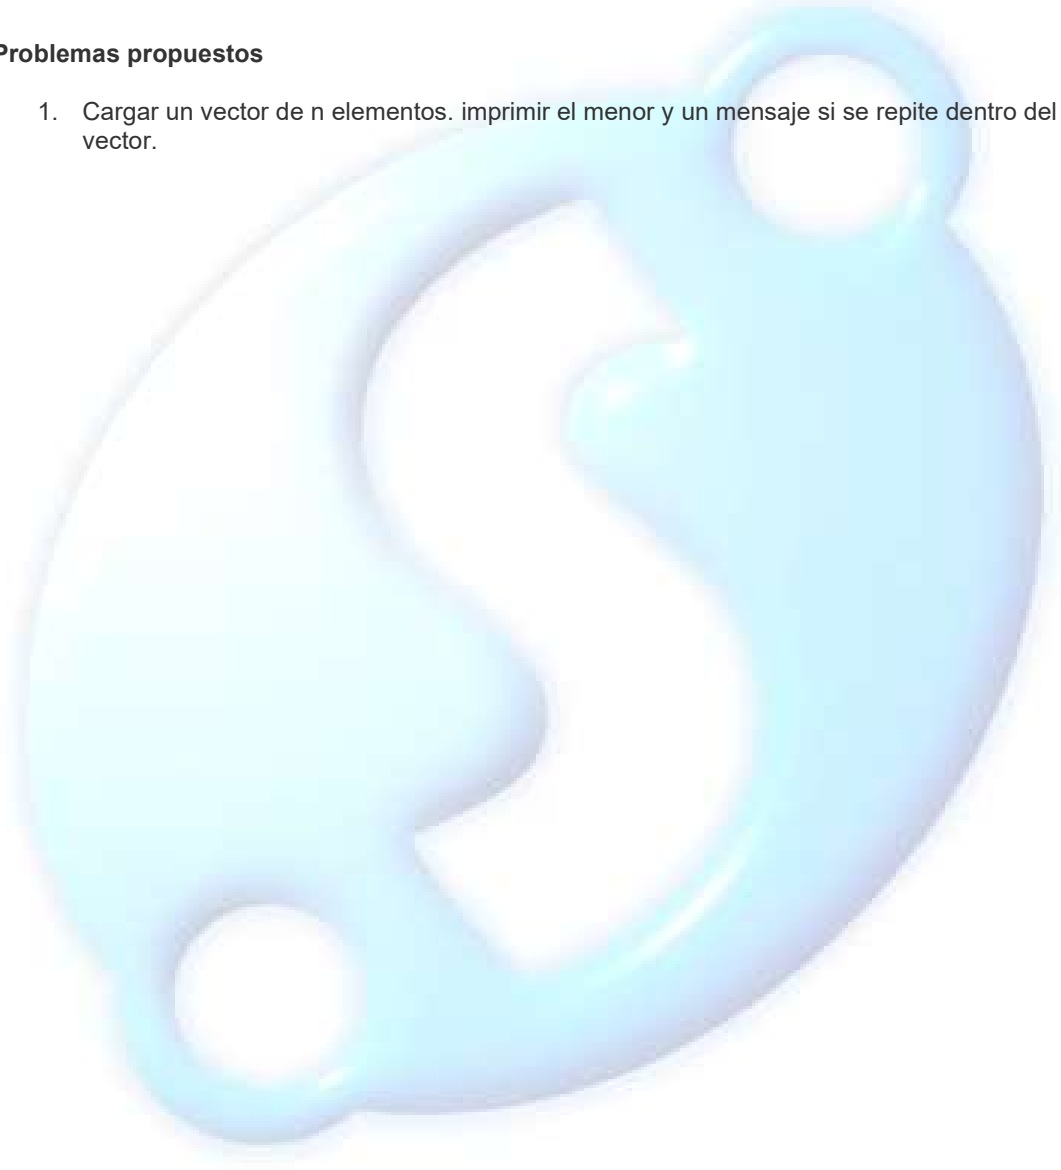 Problemas propuestos
1. Cargar un vector de n elementos. imprimir el menor y un mensaje si se repite dentro del
vector.